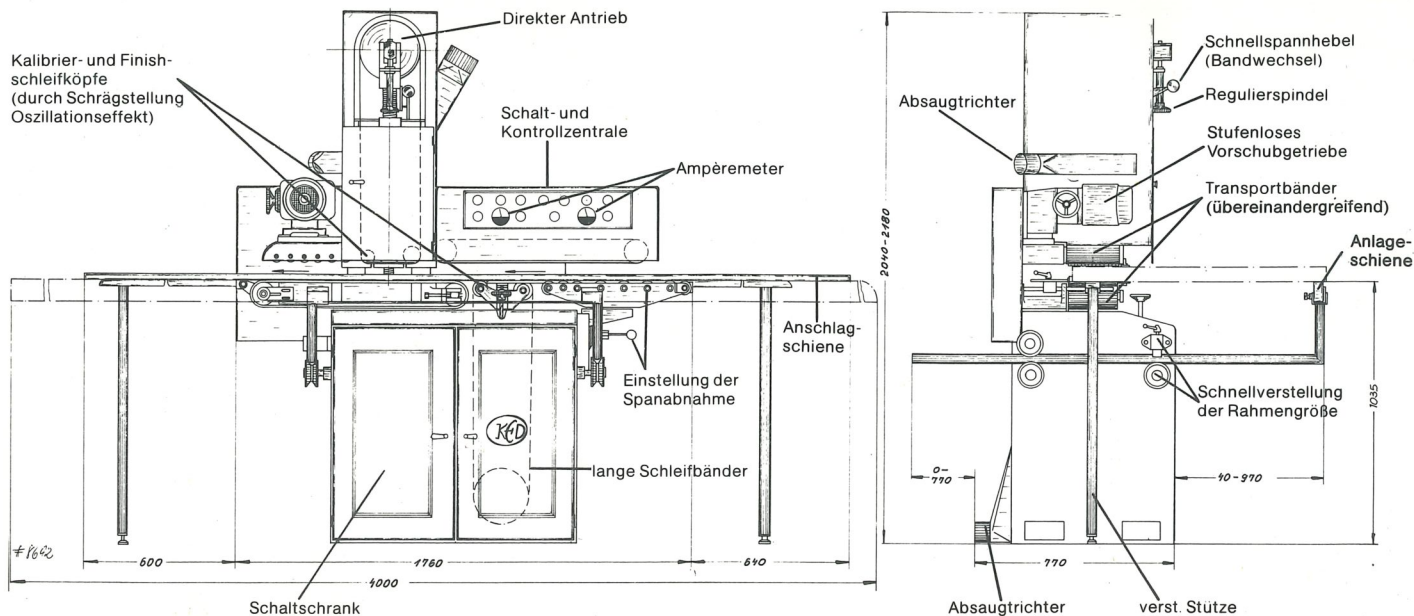 Direkter Antrieb
Kalibrier- und Finish-
schleifköpfe
(durch Schrägstellung
Oszillationseffekt)
Schalt- und
Kontrollzentrale
Ampèremeter
Anschlag-
schiene
Einstellung der
Spanabnahme
KED
lange Schleifbänder
600
1760
640
4000
Schaltschrank
2040-2180
Absaugtrichter
Schnellspannhebel
(Bandwechsel)
Regulierspindel
Stufenloses
Vorschubgetriebe
Transportbänder
(übereinandergreifend)
Anlage-
schiene
Schnellverstellung
der Rahmengröße
1035
0-
770
40-970
770
Absaugtrichter
verst. Stütze